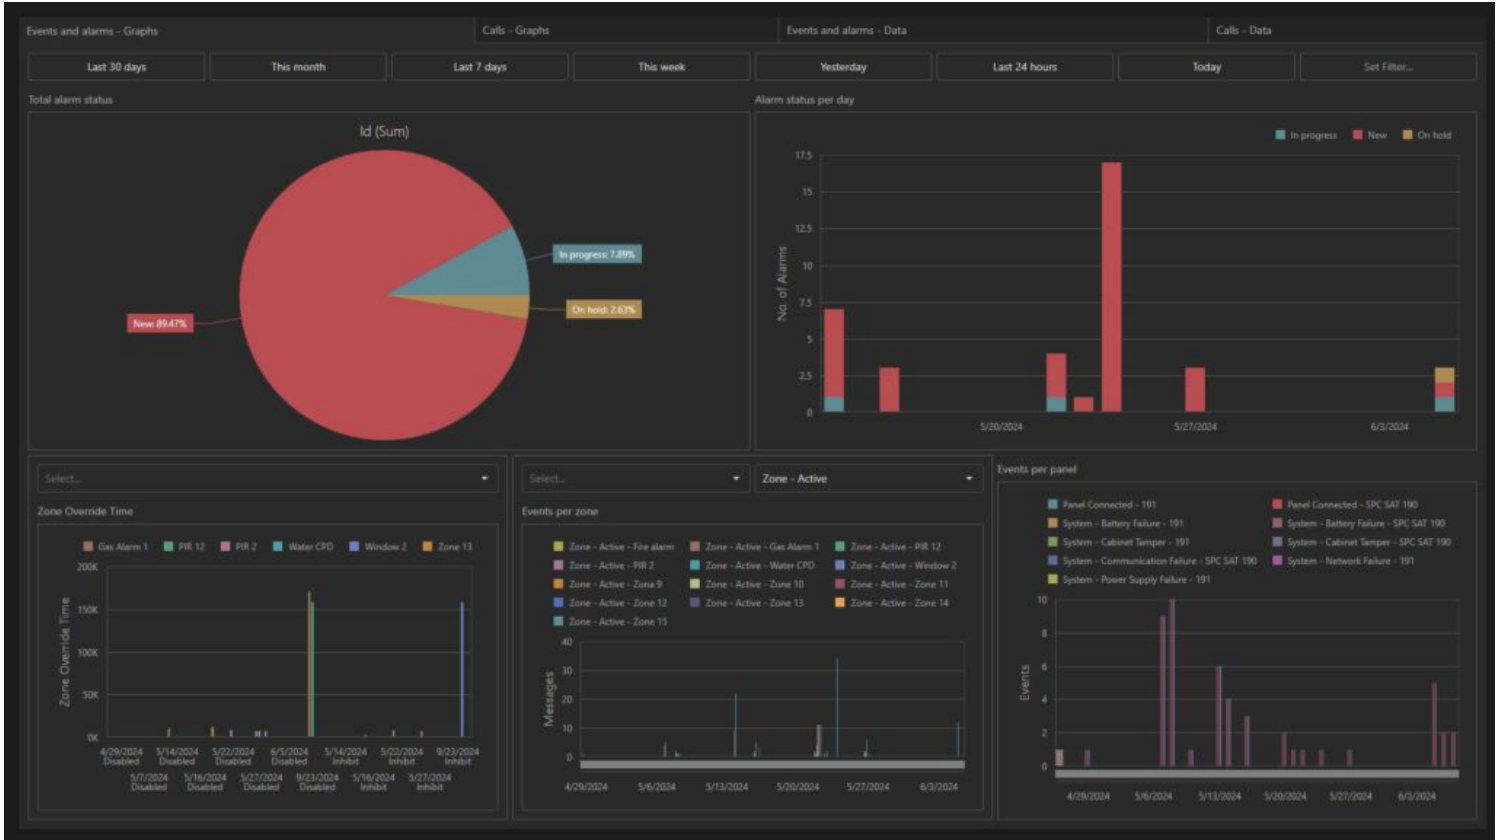 Events and alarms - Graphs
Calls - Graphs
Events and alarms - Data
Calls - Data
Last 30 days
This month
Last 7 days
This week
Yesterday
Last 24 hours
Today
Set Filter...
Total alarm status
Id (Sum)
In progress: 7.89%
On hold: 2.63%
New: 89.47%
Alarm status per day
In progress
New
On hold
No. of Alarms
17.5
15
12.5
10
7.5
5
2.5
0
5/20/2024
5/27/2024
6/3/2024
Select...
Zone Override Time
Gas Alarm 1
PIR 12
PIR 2
Water CPD
Window 2
Zone 13
Zone Override Time
200K
150K
100K
50K
0K
4/29/2024 Disabled
5/7/2024 Disabled
5/14/2024 Disabled
5/16/2024 Disabled
5/22/2024 Disabled
5/27/2024 Disabled
6/5/2024 Disabled
9/23/2024 Disabled
5/14/2024 Inhibit
5/16/2024 Inhibit
5/22/2024 Inhibit
5/27/2024 Inhibit
9/23/2024 Inhibit
Select...
Zone - Active
Events per zone
Zone - Active - Fire alarm
Zone - Active - Gas Alarm 1
Zone - Active - PIR 12
Zone - Active - PIR 2
Zone - Active - Water CPD
Zone - Active - Window 2
Zone - Active - Zona 9
Zone - Active - Zone 10
Zone - Active - Zone 11
Zone - Active - Zone 12
Zone - Active - Zone 13
Zone - Active - Zone 14
Zone - Active - Zone 15
Messages
40
30
20
10
0
4/29/2024
5/6/2024
5/13/2024
5/20/2024
5/27/2024
6/3/2024
Events per panel
Panel Connected - 191
Panel Connected - SPC SAT 190
System - Battery Failure - 191
System - Battery Failure - SPC SAT 190
System - Cabinet Tamper - 191
System - Cabinet Tamper - SPC SAT 190
System - Communication Failure - SPC SAT 190
System - Network Failure - 191
System - Power Supply Failure - 191
Events
10
8
6
4
2
0
4/29/2024
5/6/2024
5/13/2024
5/20/2024
5/27/2024
6/3/2024